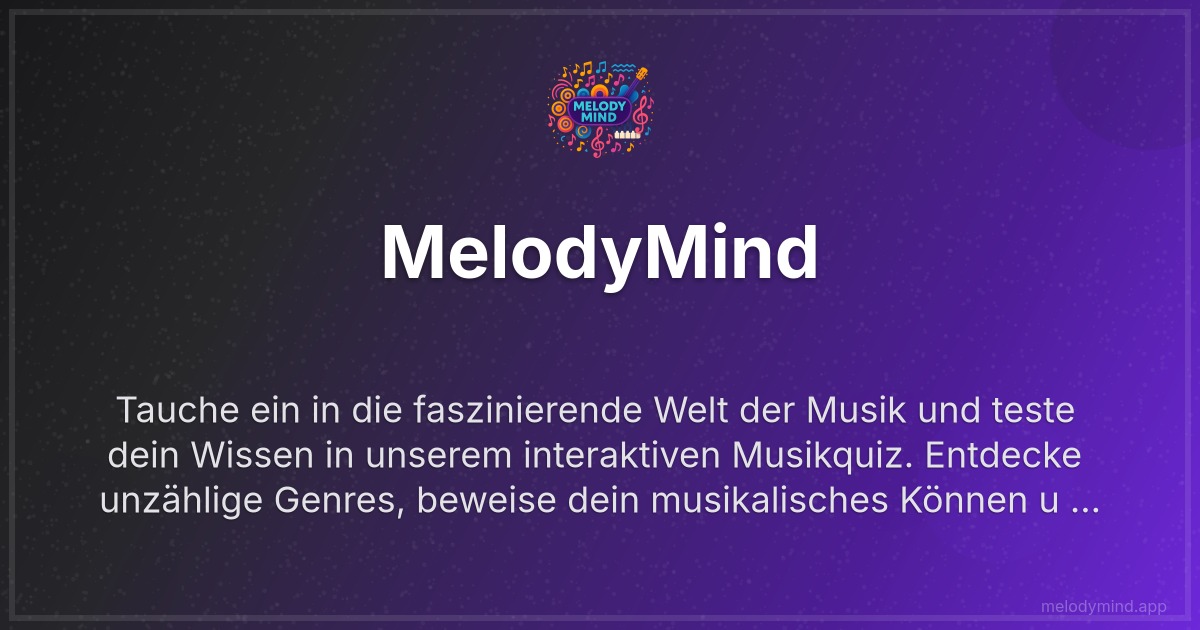 MELODY
MIND
MelodyMind
Tauche ein in die faszinierende Welt der Musik und teste
dein Wissen in unserem interaktiven Musikquiz. Entdecke
unzählige Genres, beweise dein musikalisches Können u ...
melodymind.app